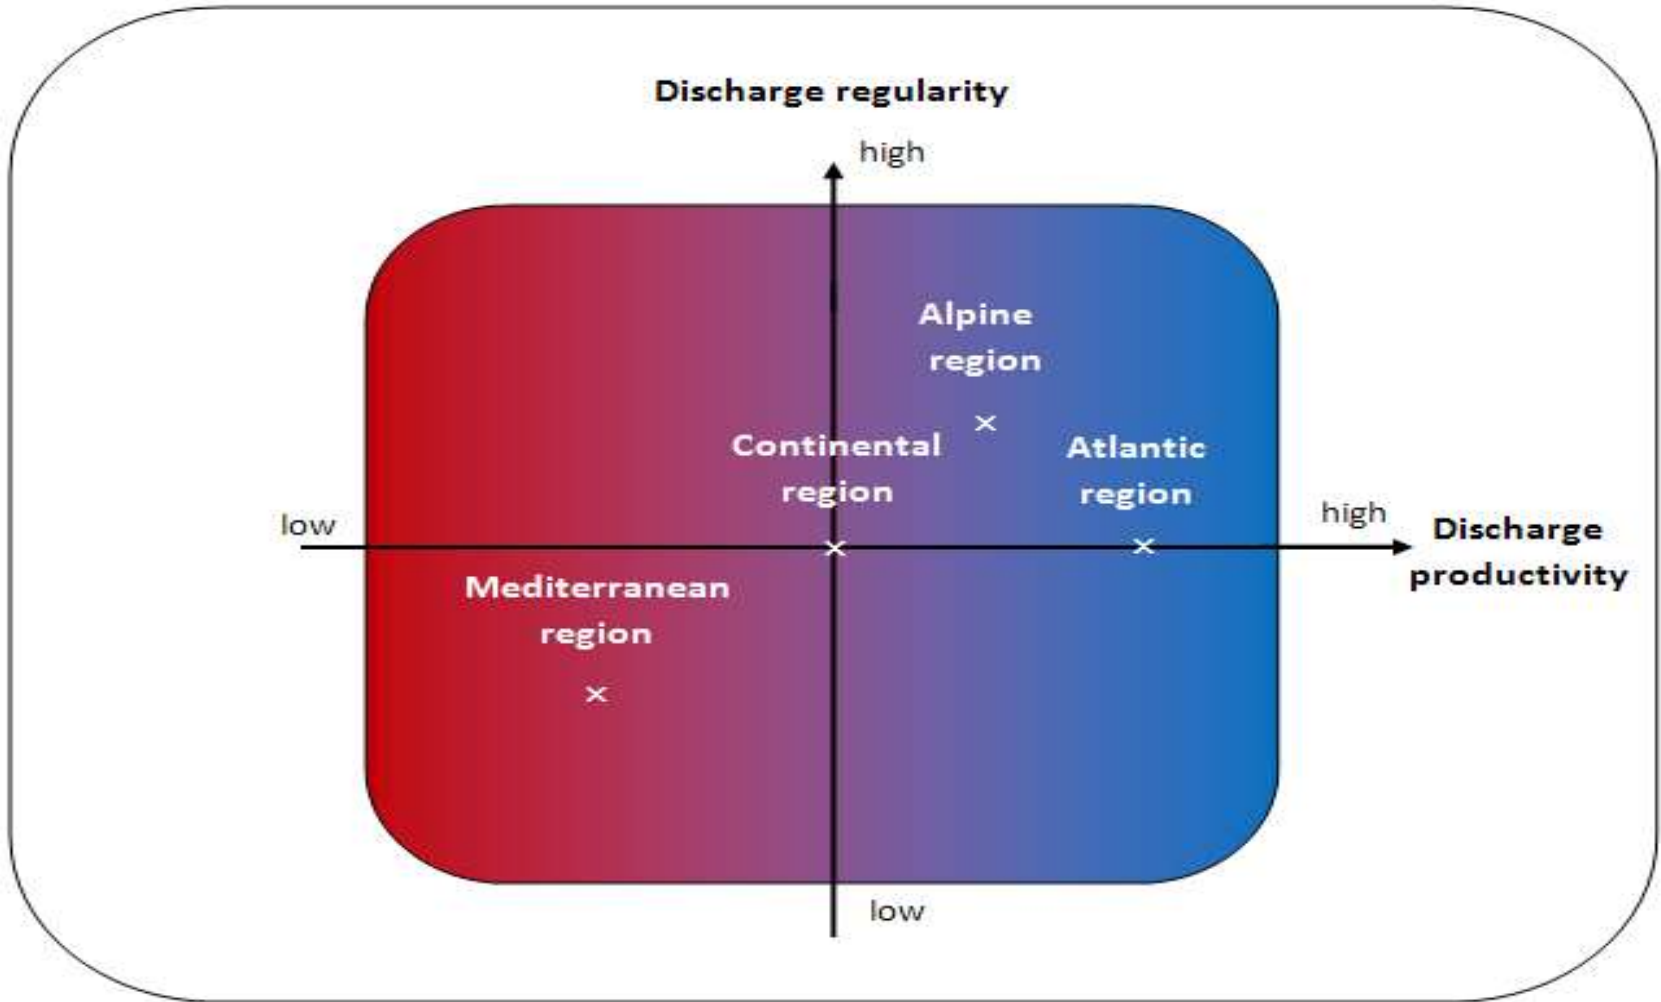 Discharge regularity
high
Alpine
region
Continental
region
Atlantic
region
low
high
Discharge
productivity
Mediterranean
region
low